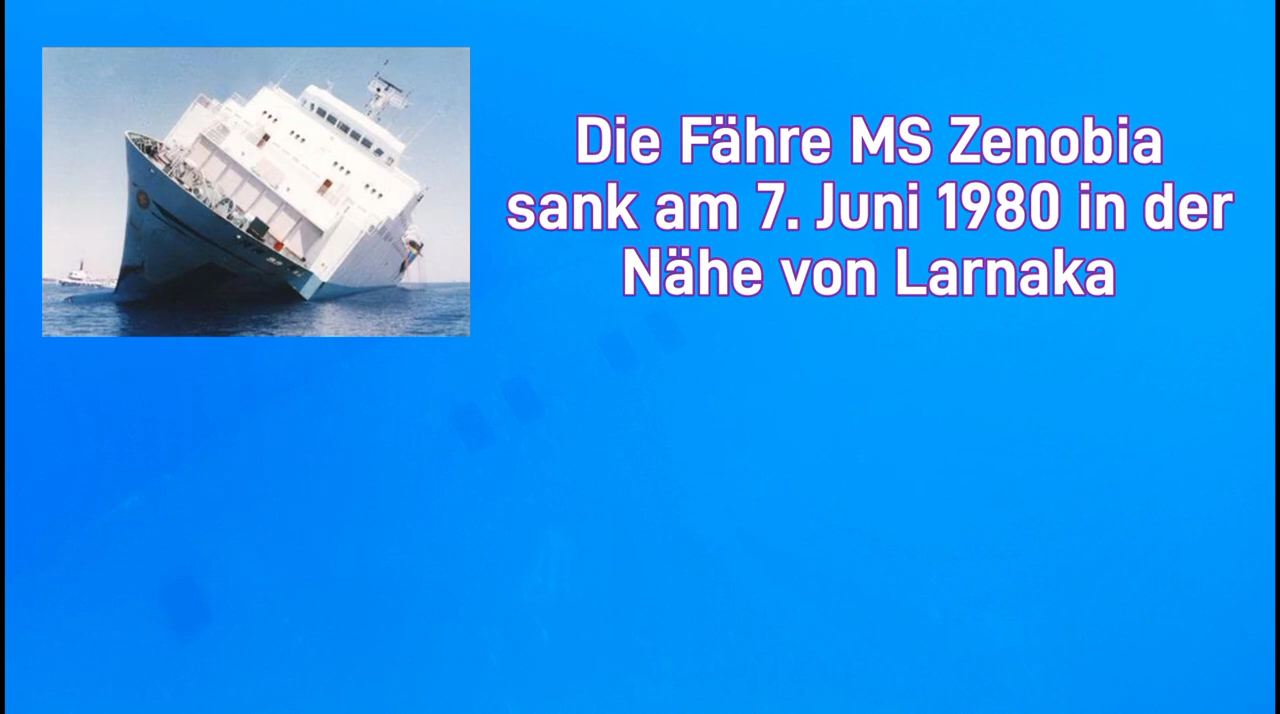 Die Fähre MS Zenobia
sank am 7. Juni 1980 in der
Nähe von Larnaka